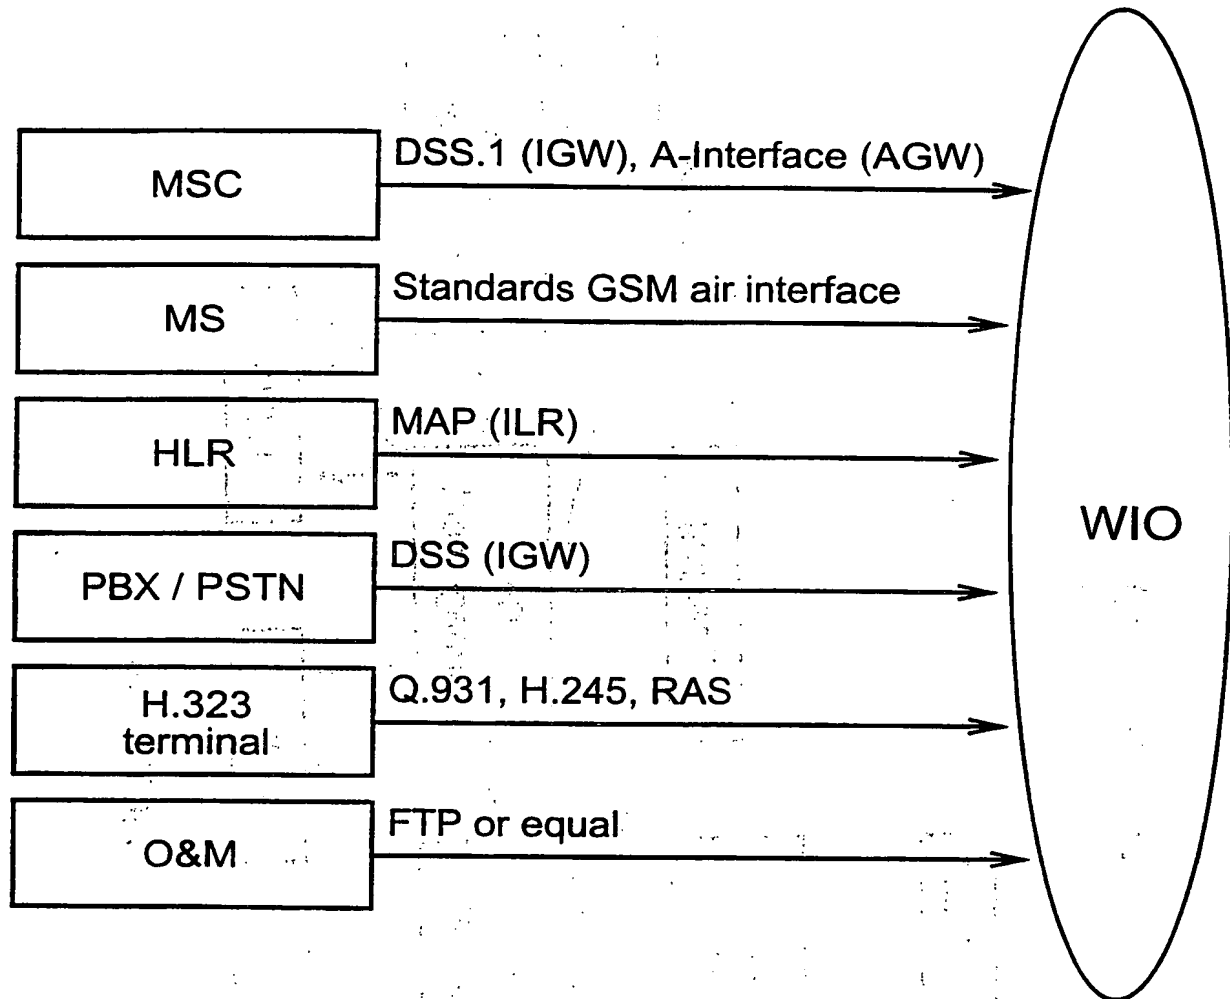 DSS.1 (IGW), A-Interface (AGW)
MSC
Standards GSM air interface
MS
MAP (ILR)
HLR
DSS (IGW)
PBX / PSTN
WIO
Q.931, H.245, RAS
H.323
terminal
FTP or equal
O&M